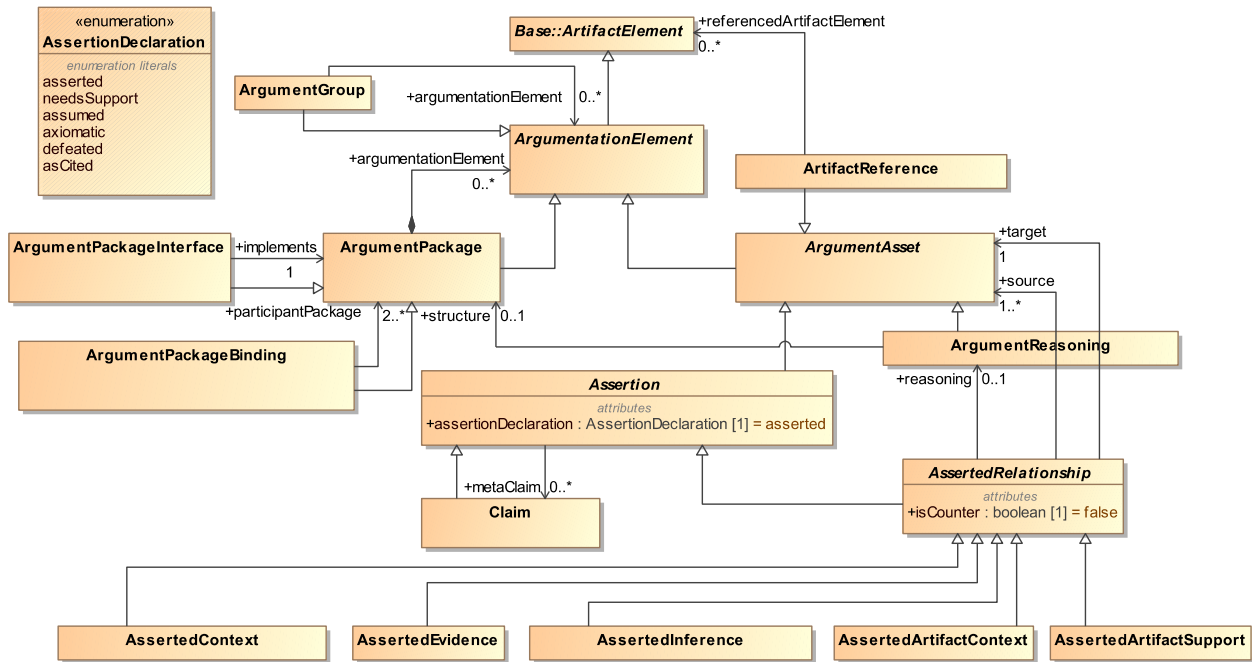 «enumeration»
AssertionDeclaration
enumeration literals
asserted
needsSupport
assumed
axiomatic
defeated
asCited
Base::ArtifactElement
+referencedArtifactElement
0..*
ArgumentGroup
+argumentationElement
0..*
ArgumentationElement
+argumentationElement
0..*
ArtifactReference
ArgumentPackageInterface
+implements
1
ArgumentPackage
ArgumentAsset
+target
1
+source
1..*
+participantPackage
2..*
+structure
0..1
ArgumentReasoning
ArgumentPackageBinding
+reasoning
0..1
Assertion
attributes
+assertionDeclaration : AssertionDeclaration [1] = asserted
+metaClaim
0..*
Claim
AssertedRelationship
attributes
+isCounter : boolean [1] = false
AssertedContext
AssertedEvidence
AssertedInference
AssertedArtifactContext
AssertedArtifactSupport